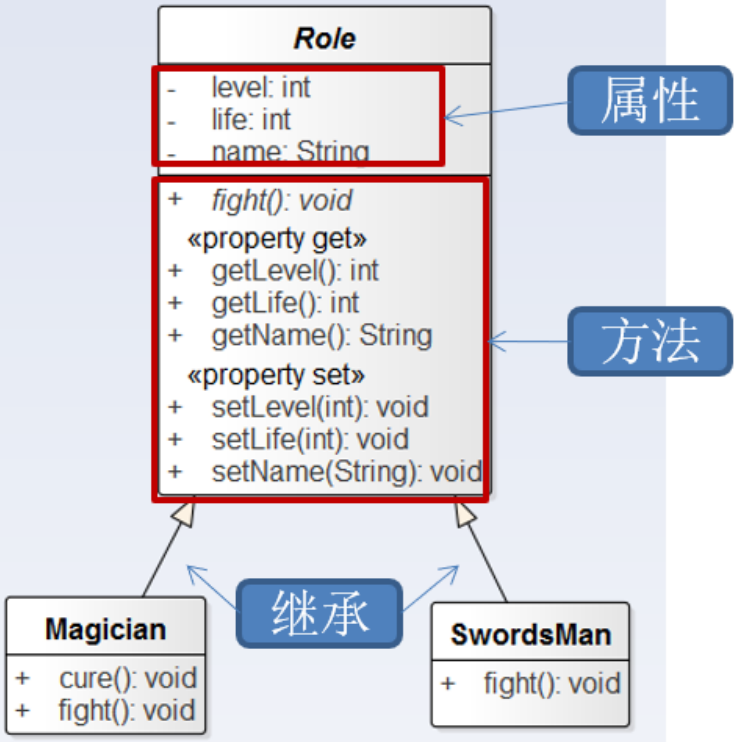 Role
- level: int
- life: int
- name: String
属性
+ fight(): void
«property get»
+ getLevel(): int
+ getLife(): int
+ getName(): String
方法
«property set»
+ setLevel(int): void
+ setLife(int): void
+ setName(String): void
继承
Magician
+ cure(): void
+ fight(): void
SwordsMan
+ fight(): void